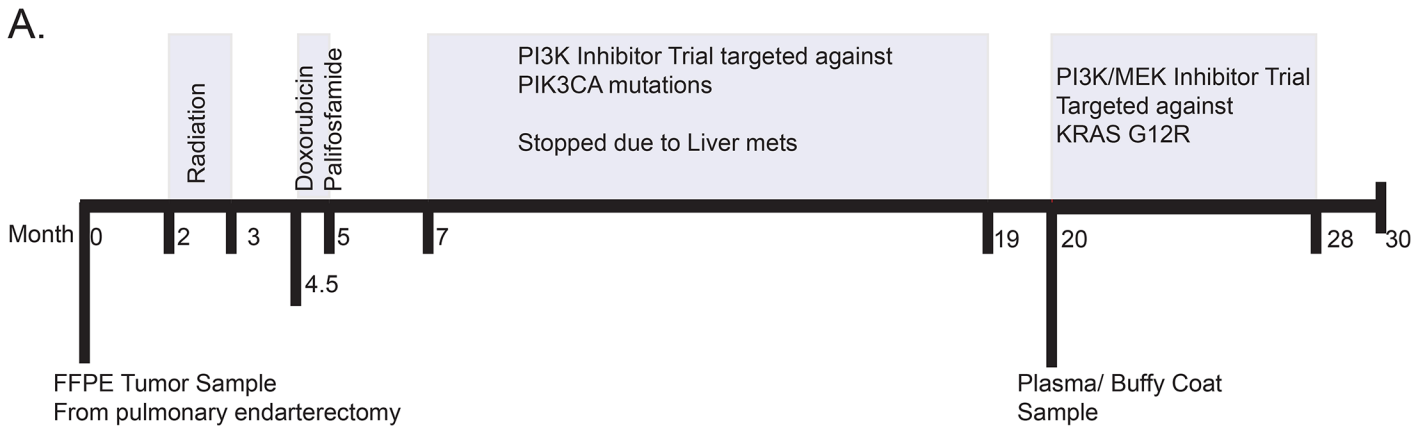 A.
Radiation
Doxorubicin
Palifosfamide
PI3K Inhibitor Trial targeted against
PIK3CA mutations
Stopped due to Liver mets
PI3K/MEK Inhibitor Trial
Targeted against
KRAS G12R
Month 0 2 3 5 7 19 20 28 30
4.5
FFPE Tumor Sample
From pulmonary endarterectomy
Plasma/ Buffy Coat
Sample